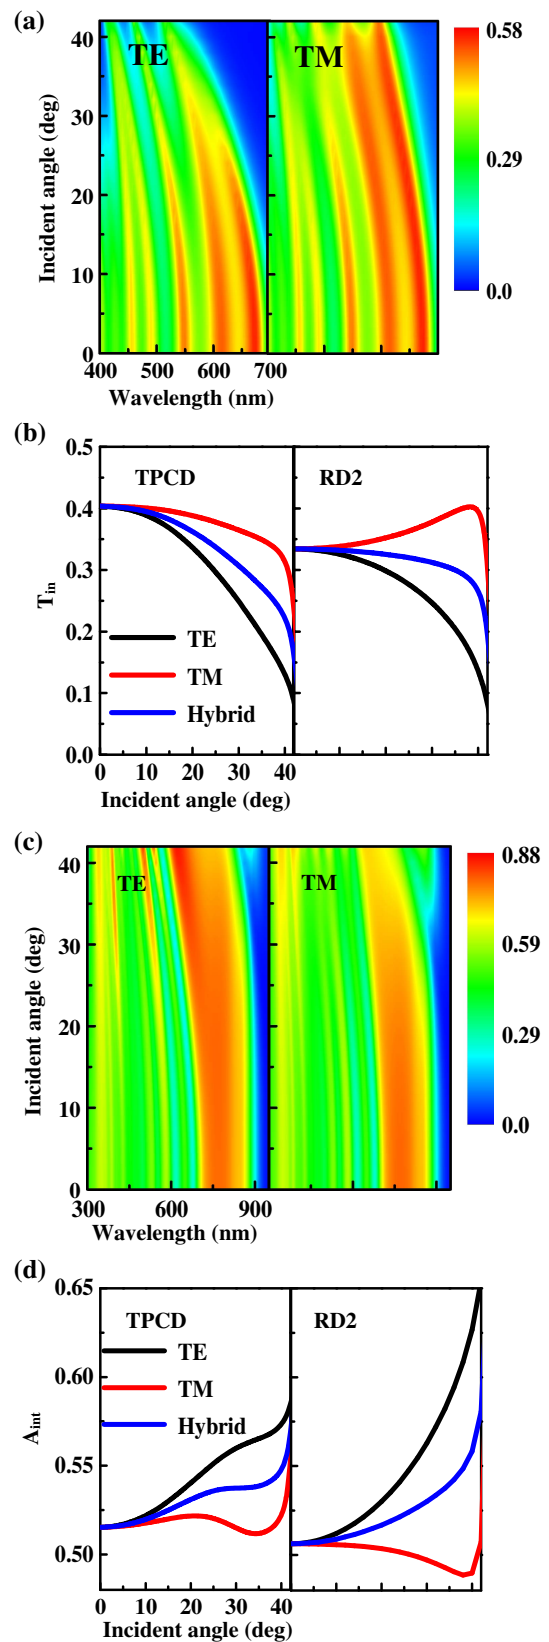 (a)
TE
TM
Incident angle (deg)
40
30
20
10
0
400
500
600
700
Wavelength (nm)
0.58
0.29
0.0
(b)
TPCD
RD2
T_in
0.5
0.4
0.3
0.2
0.1
0.0
TE
TM
Hybrid
0
10
20
30
40
Incident angle (deg)
(c)
TE
TM
Incident angle (deg)
40
30
20
10
0
300
600
900
Wavelength (nm)
0.88
0.59
0.29
0.0
(d)
TPCD
RD2
A_int
0.65
0.60
0.55
0.50
TE
TM
Hybrid
0
10
20
30
40
Incident angle (deg)